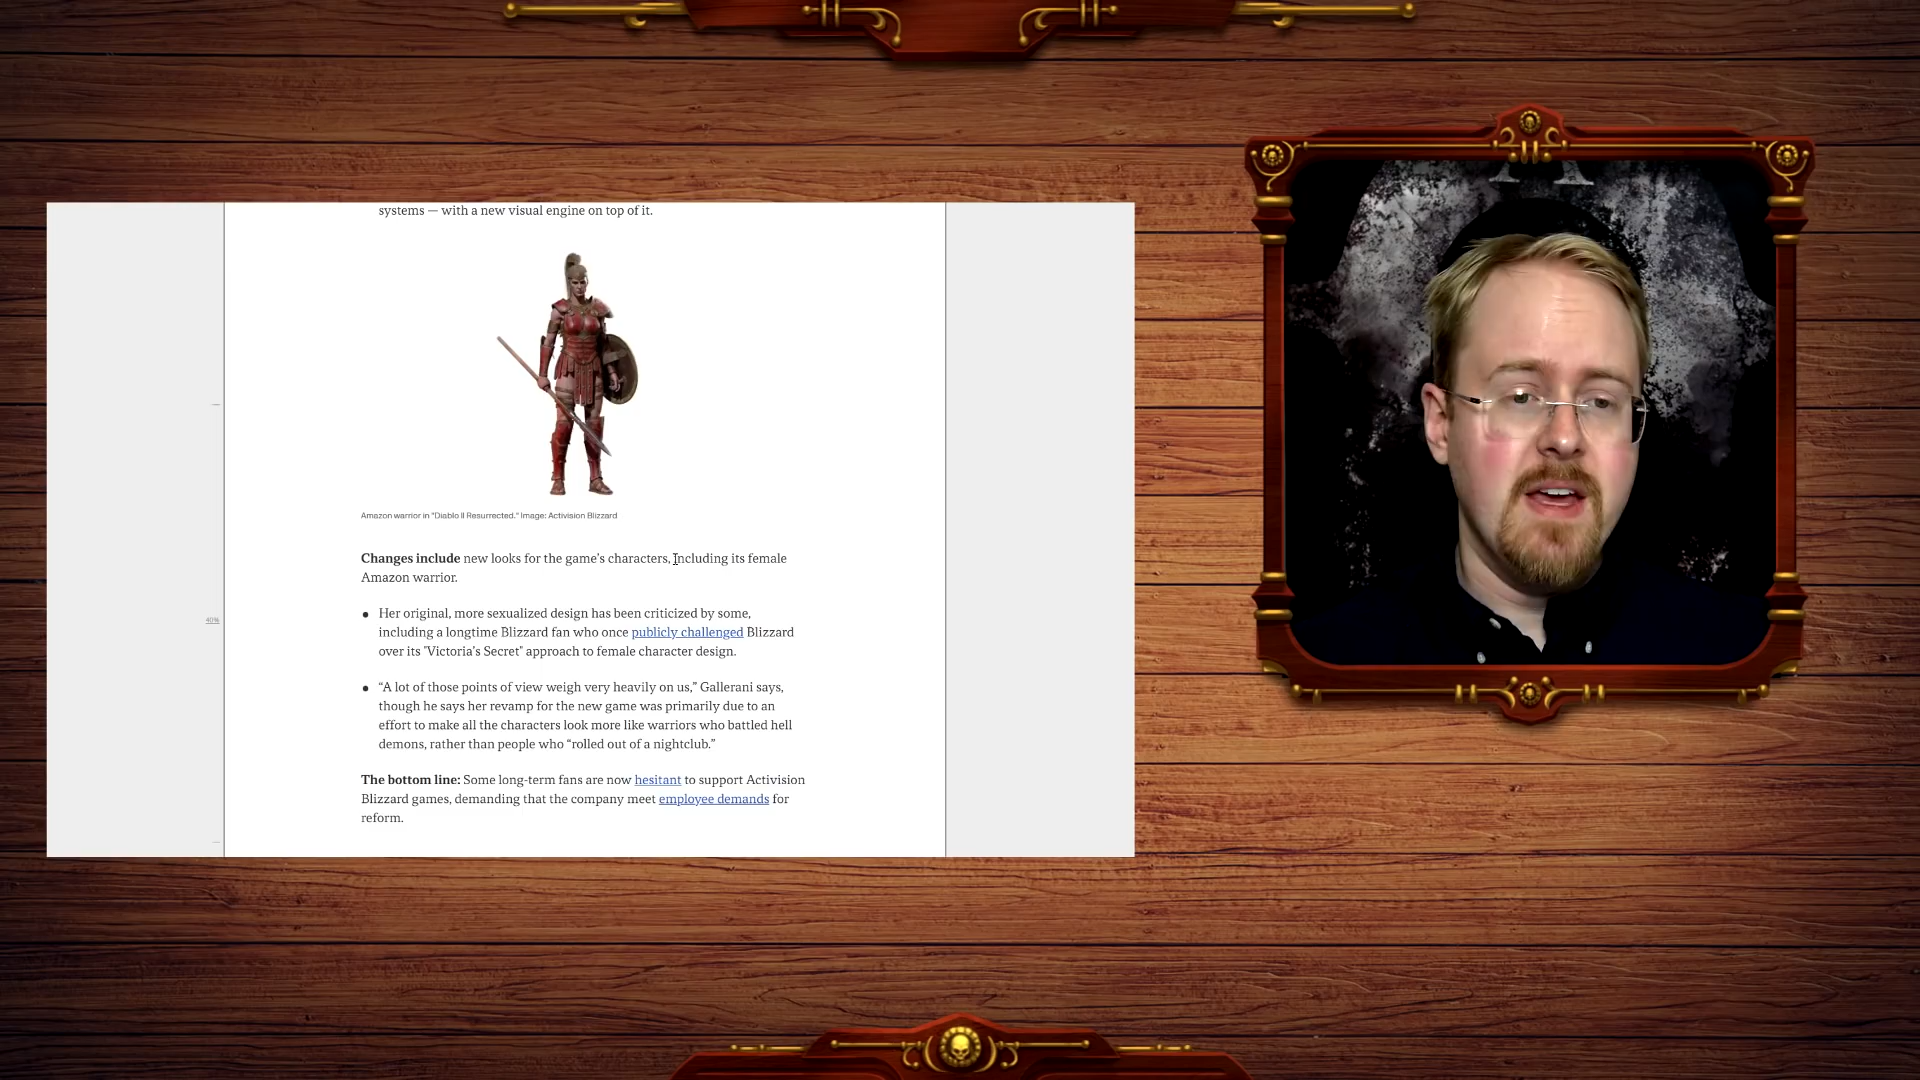 systems — with a new visual engine on top of it.
Amazon warrior in "Diablo II Resurrected." Image: Activision Blizzard
Changes include new looks for the game’s characters, including its female
Amazon warrior.
● Her original, more sexualized design has been criticized by some,
including a longtime Blizzard fan who once publicly challenged Blizzard
over its "Victoria’s Secret" approach to female character design.
● “A lot of those points of view weigh very heavily on us,” Gallerani says,
though he says her revamp for the new game was primarily due to an
effort to make all the characters look more like warriors who battled hell
demons, rather than people who “rolled out of a nightclub.”
40%
The bottom line: Some long-term fans are now hesitant to support Activision
Blizzard games, demanding that the company meet employee demands for
reform.